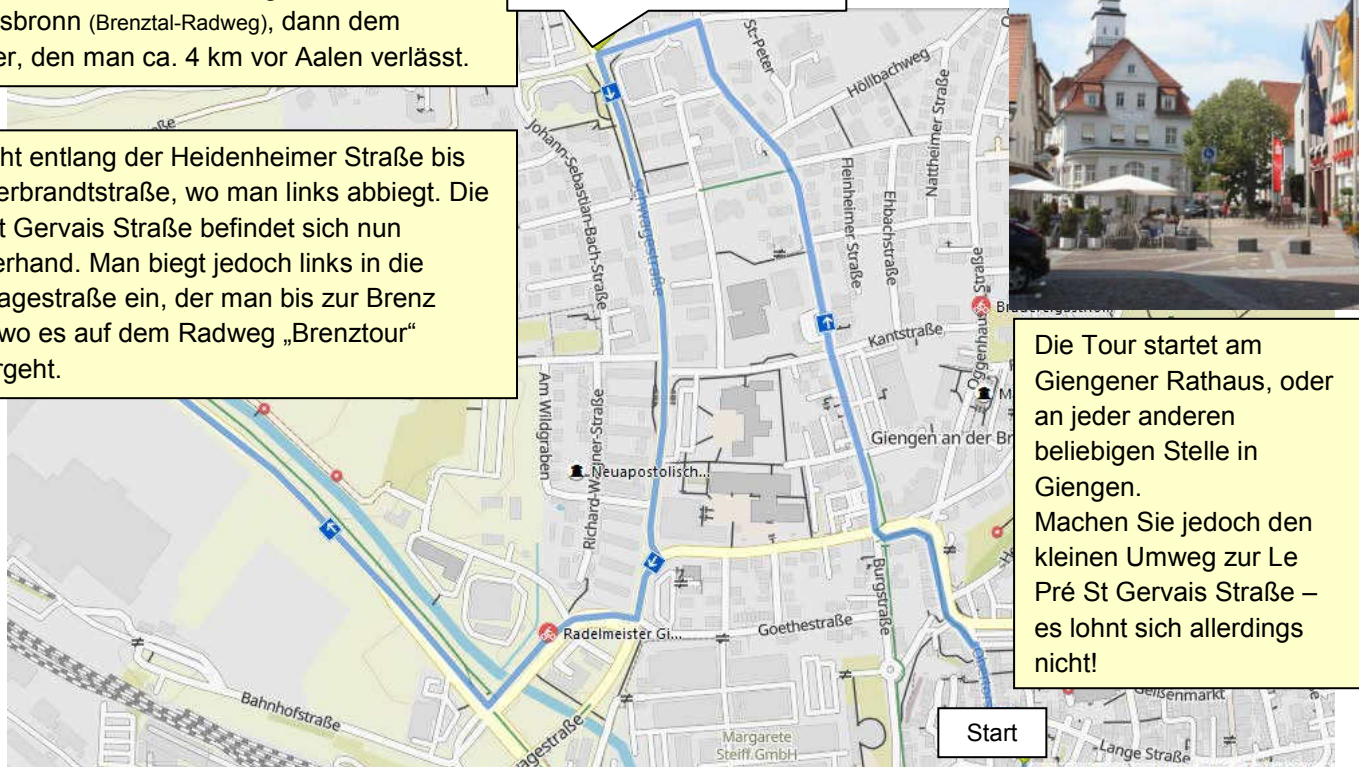 sbronn (Brenztal-Radweg), dann dem
er, den man ca. 4 km vor Aalen verlässt.
ht entlang der Heidenheimer Straße bis
erbrandtstraße, wo man links abbiegt. Die
t Gervais Straße befindet sich nun
erhand. Man biegt jedoch links in die
agestraße ein, der man bis zur Brenz
wo es auf dem Radweg „Brenztour“
rgeht.
St-Peter
Höllbachweg
Johann-Sebastian-Bach-Straße
Schwagestraße
Fleinheimer Straße
Ehbachstraße
Nattheimer Straße
Oggenhauser Straße
Kantstraße
Am Wildgraben
Richard-Wagner-Straße
Neuapostolisch...
Giengen an der Br
Burgstraße
Goethestraße
Radelmeister Gi...
Bahnhofstraße
agestraße
Margarete
Steiff GmbH
Lange Straße
Start
Die Tour startet am
Giengener Rathaus, oder
an jeder anderen
beliebigen Stelle in
Giengen.
Machen Sie jedoch den
kleinen Umweg zur Le
Pré St Gervais Straße –
es lohnt sich allerdings
nicht!